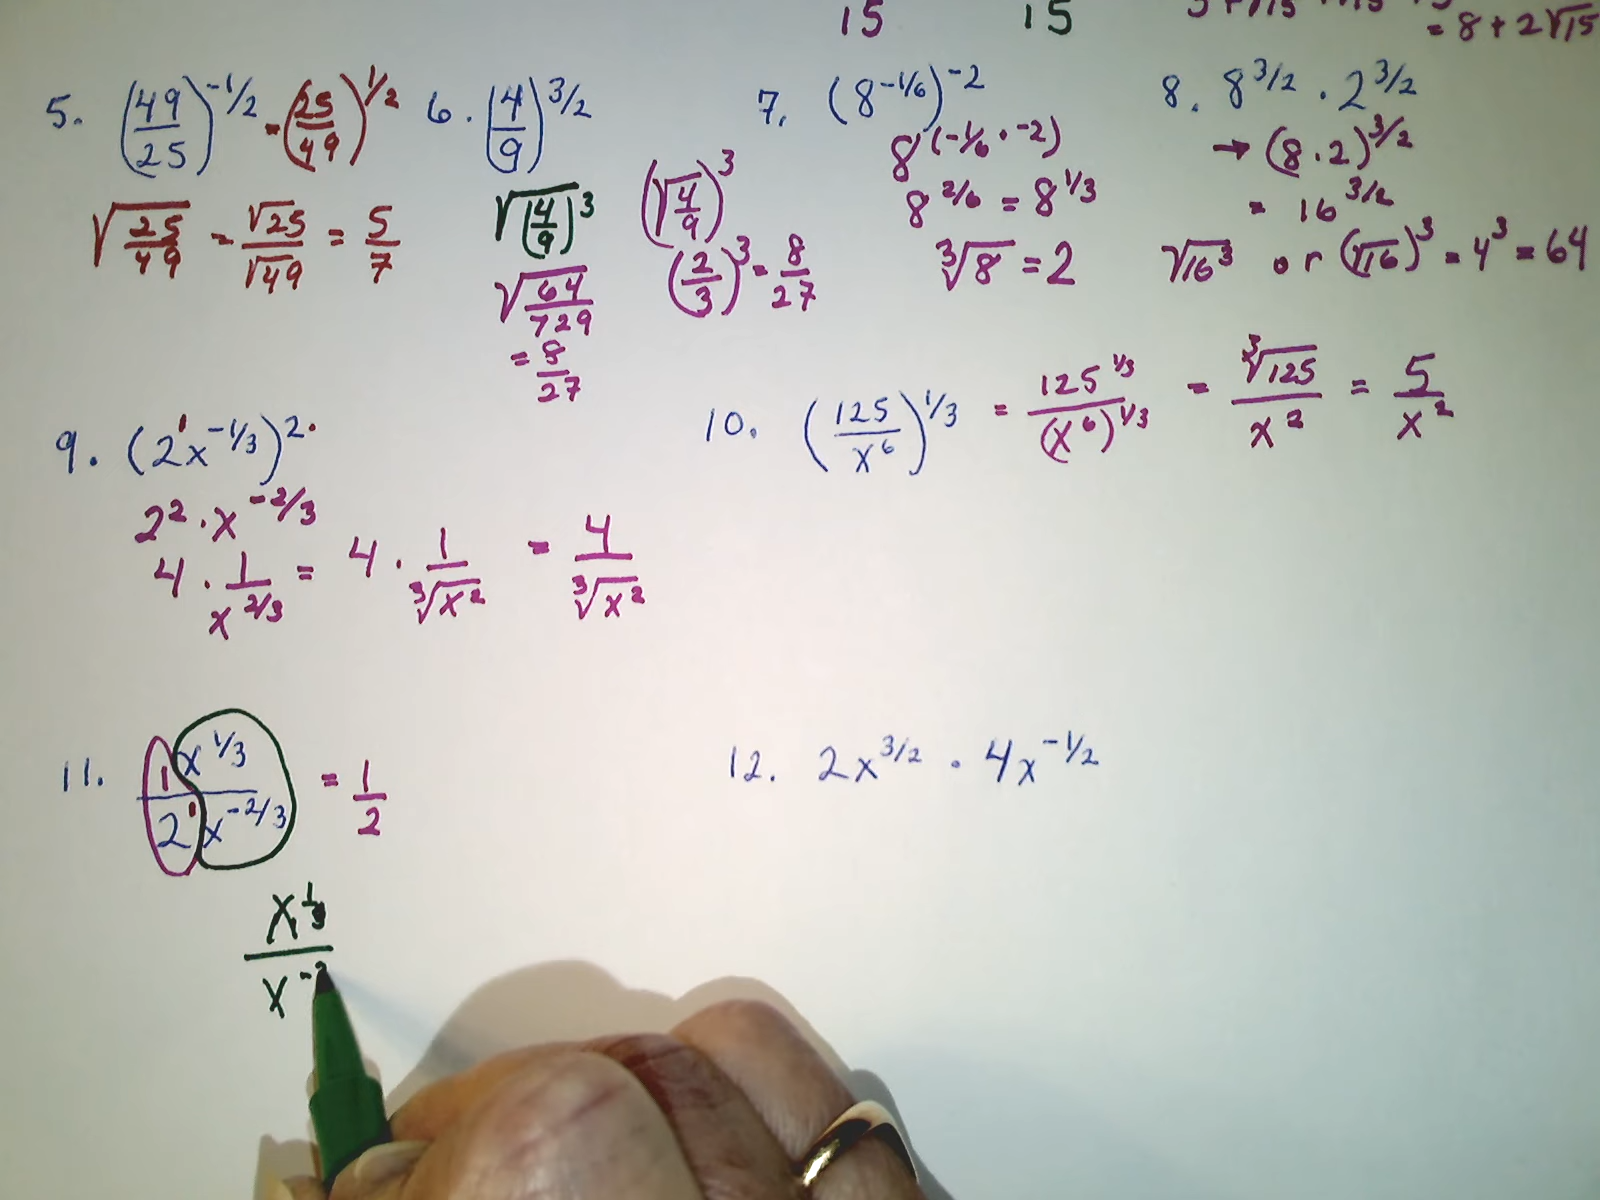 15 15
= 8 + 2√15
5. (49/25)^-1/2 = (25/49)^1/2
√25/49 = √25/√49 = 5/7
6. (4/9)^3/2
√(4/9)^3
√64/729
= 8/27
(√4/9)^3
(2/3)^3 = 8/27
7. (8^-1/6)^-2
8^(-1/6 · -2)
8^2/6 = 8^1/3
∛8 = 2
8. 8^3/2 · 2^3/2
→ (8 · 2)^3/2
= 16^3/2
√16^3 or (√16)^3 = 4^3 = 64
9. (2^1x^-1/3)^2
2^2 · x^-2/3
4 · 1/x^2/3 = 4 · 1/∛x^2 = 4/∛x^2
10. (125/x^6)^1/3 = 125^1/3/(x^6)^1/3 = ∛125/x^2 = 5/x^2
11. 1x^1/3/2^1x^-2/3 = 1/2
x^1/3
x^-2
12. 2x^3/2 · 4x^-1/2